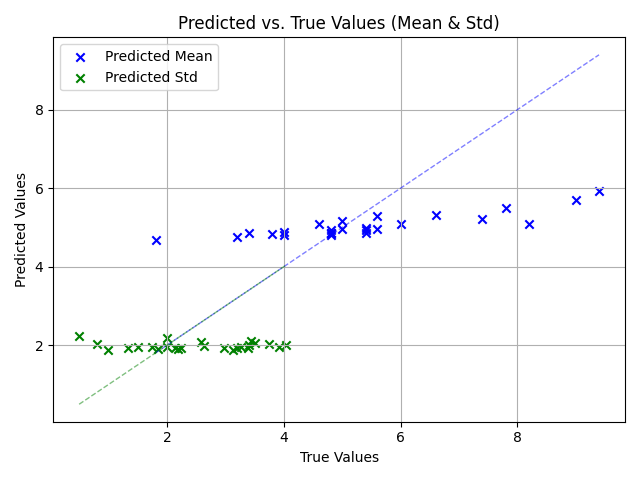 Predicted vs. True Values (Mean & Std)
Predicted Mean
Predicted Std
Predicted Values
8
6
4
2
2 4 6 8
True Values